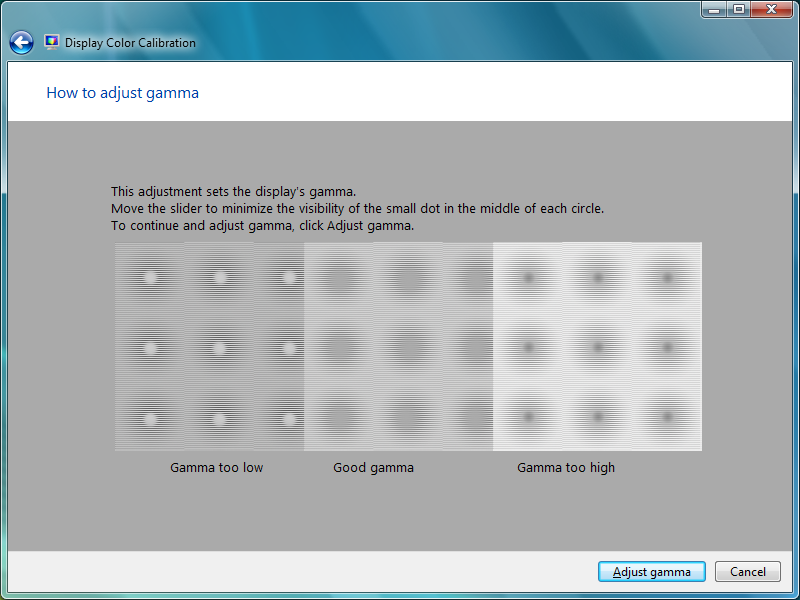 Display Color Calibration
How to adjust gamma
This adjustment sets the display's gamma.
Move the slider to minimize the visibility of the small dot in the middle of each circle.
To continue and adjust gamma, click Adjust gamma.
Gamma too low
Good gamma
Gamma too high
Adjust gamma
Cancel